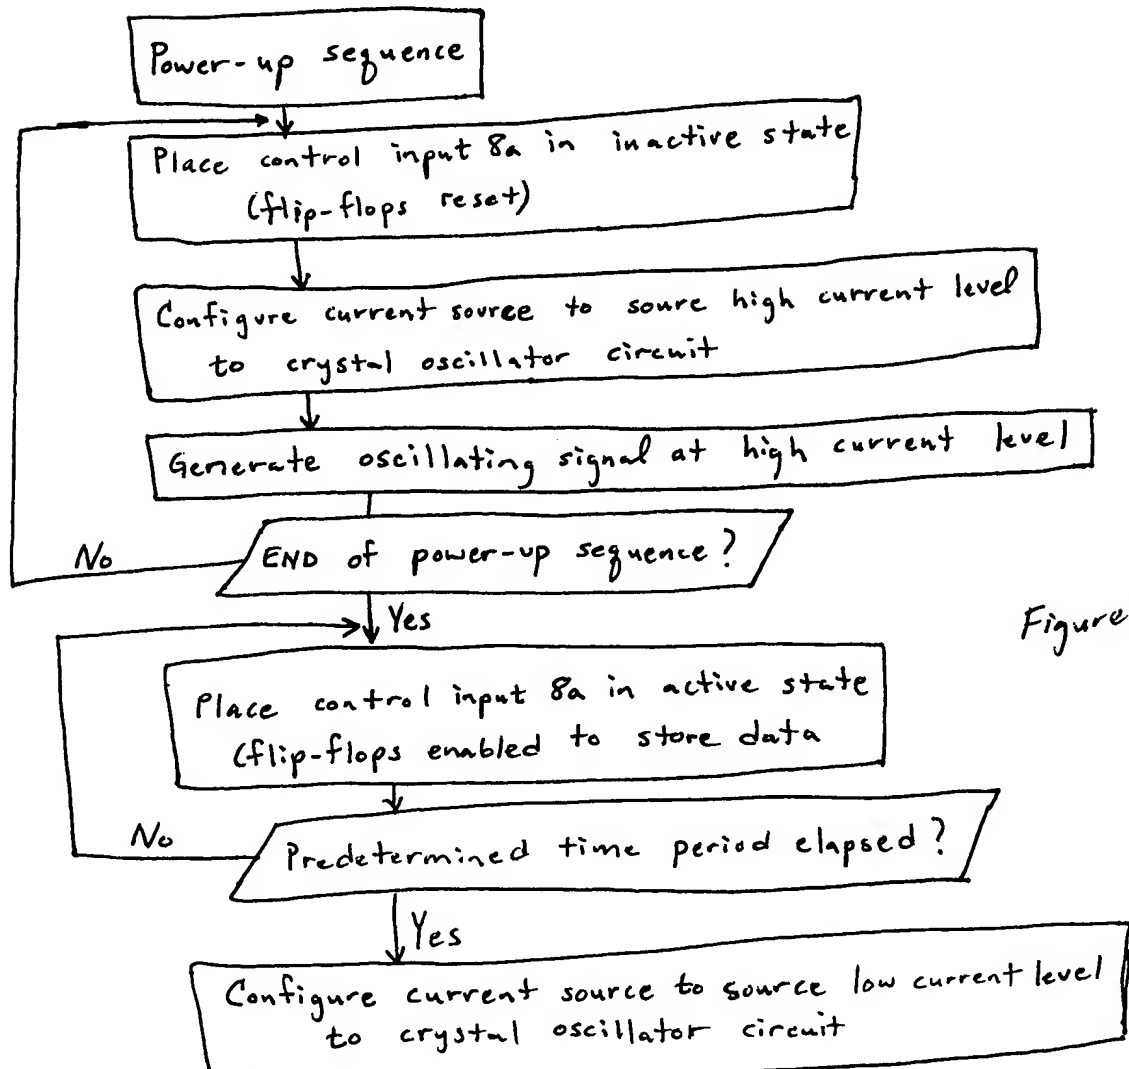 Power-up sequence
Place control input 8a in inactive state
(flip-flops reset)
Configure current source to soure high current level
to crystal oscillator circuit
Generate oscillating signal at high current level
No
END of power-up sequence?
Yes
Figure
Place control input 8a in active state
(flip-flops enabled to store data
No
Predetermined time period elapsed?
Yes
Configure current source to source low current level
to crystal oscillator circuit